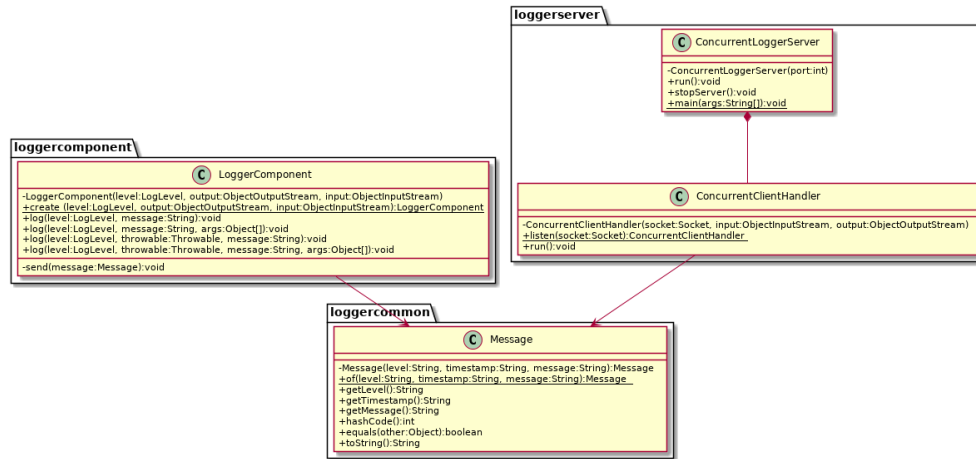 loggerserver
C ConcurrentLoggerServer
-ConcurrentLoggerServer(port:int)
+run():void
+stopServer():void
+main(args:String[]):void
loggercomponent
C LoggerComponent
-LoggerComponent(level:LogLevel, output:ObjectOutputStream, input:ObjectInputStream)
+create (level:LogLevel, output:ObjectOutputStream, input:ObjectInputStream):LoggerComponent
+log(level:LogLevel, message:String):void
+log(level:LogLevel, message:String, args:Object[]):void
+log(level:LogLevel, throwable:Throwable, message:String):void
+log(level:LogLevel, throwable:Throwable, message:String, args:Object[]):void
-send(message:Message):void
C ConcurrentClientHandler
-ConcurrentClientHandler(socket:Socket, input:ObjectInputStream, output:ObjectOutputStream)
+listen(socket:Socket):ConcurrentClientHandler
+run():void
loggercommon
C Message
-Message(level:String, timestamp:String, message:String):Message
+of(level:String, timestamp:String, message:String):Message
+getLevel():String
+getTimestamp():String
+getMessage():String
+hashCode():int
+equals(other:Object):boolean
+toString():String